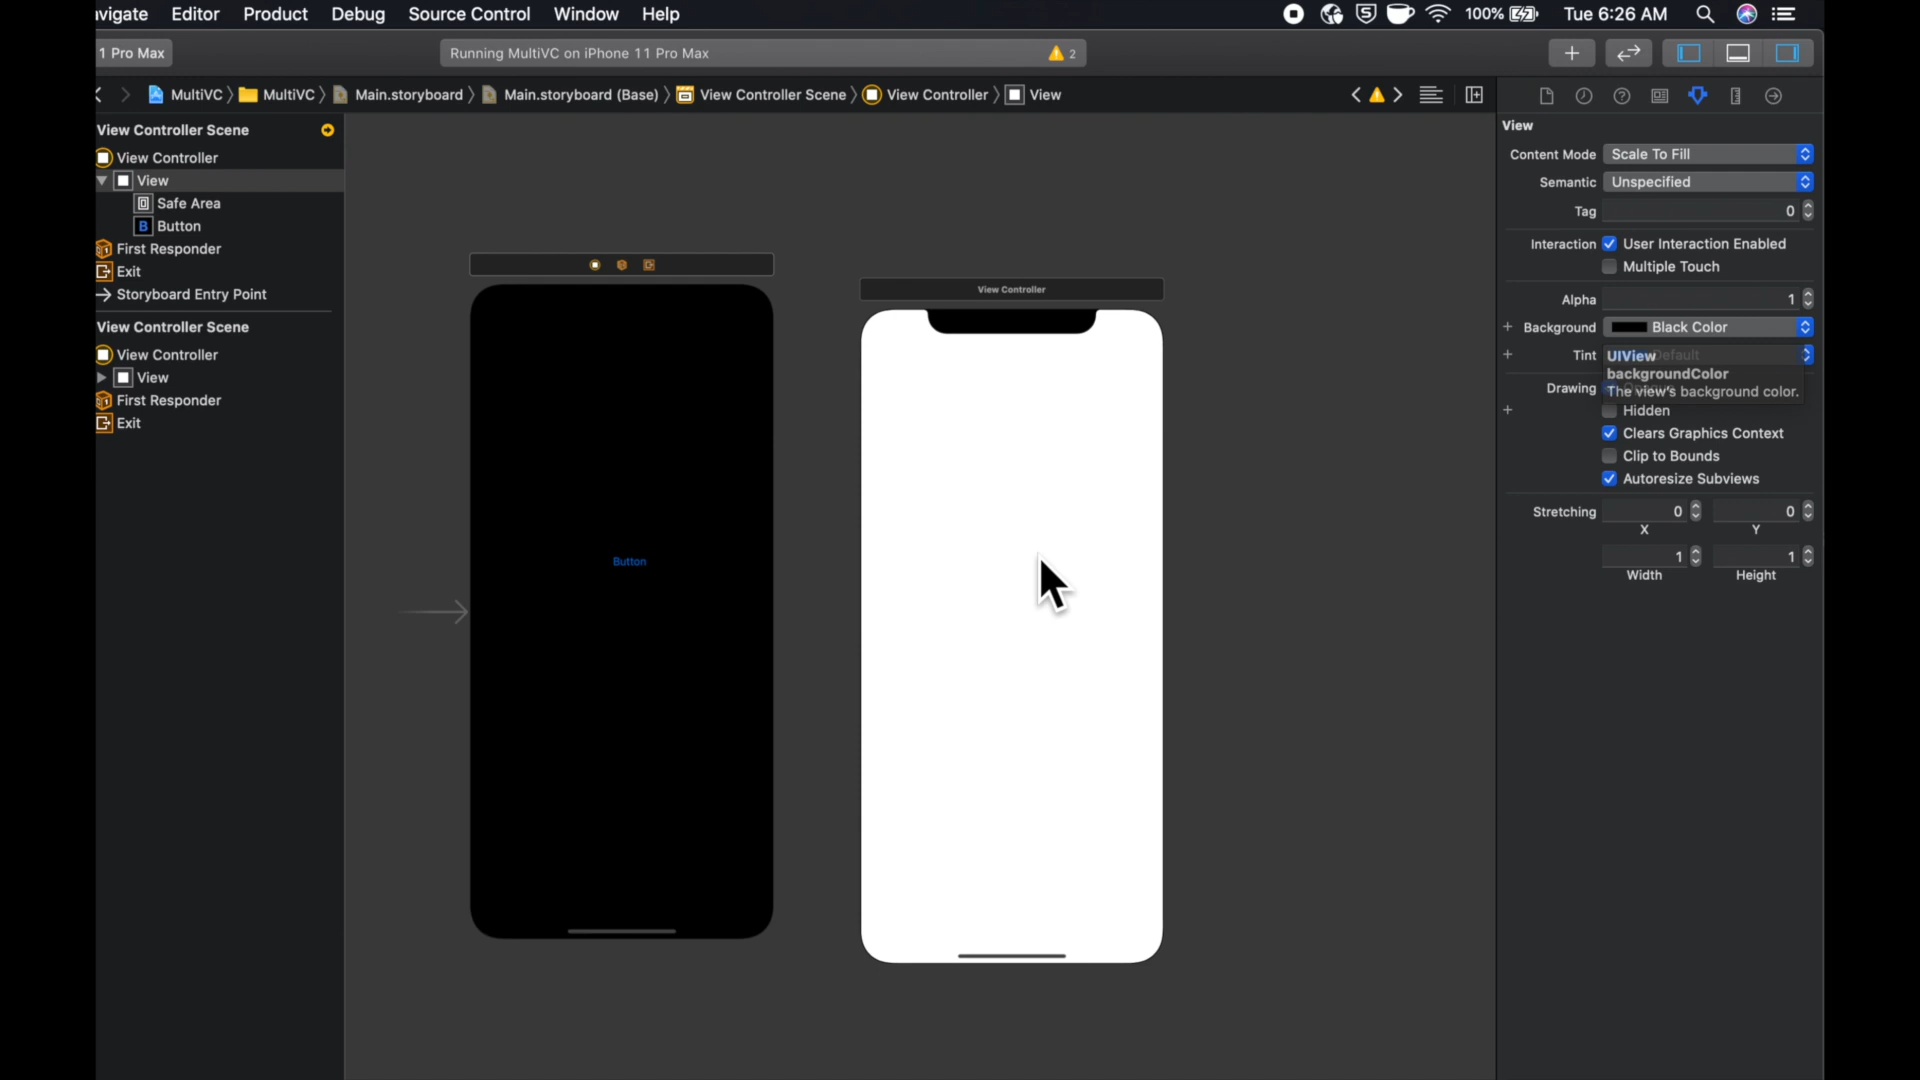 vigate Editor Product Debug Source Control Window Help 100% Tue 6:26 AM
1 Pro Max Running MultiVC on iPhone 11 Pro Max 2
MultiVC MultiVC Main.storyboard Main.storyboard (Base) View Controller Scene View Controller View
View Controller Scene
View Controller
View
Safe Area
B Button
First Responder
Exit
Storyboard Entry Point
View Controller Scene
View Controller
View
First Responder
Exit
Button
View Controller
View
Content Mode Scale To Fill
Semantic Unspecified
Tag 0
Interaction User Interaction Enabled
Multiple Touch
Alpha 1
Background Black Color
Tint Default
UIView
backgroundColor
The view's background color.
Drawing Opaque
Hidden
Clears Graphics Context
Clip to Bounds
Autoresize Subviews
Stretching 0 0
X Y
1 1
Width Height